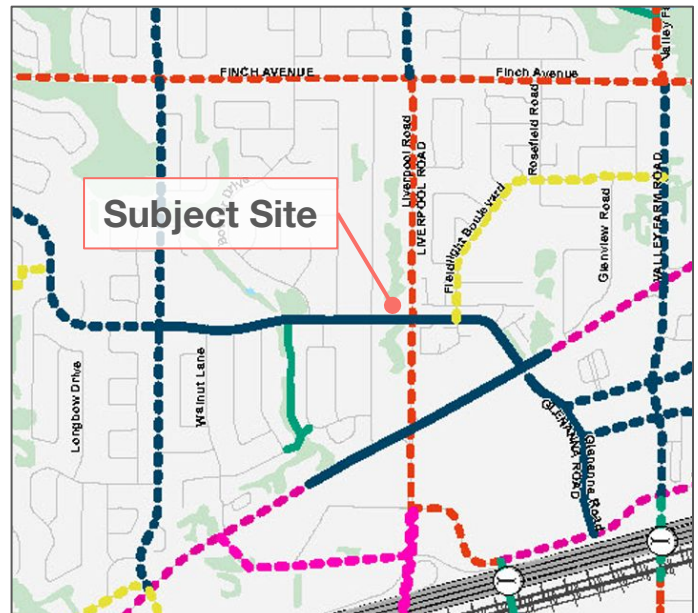 Valley Fa
FINCH AVENUE
Finch Avenue
Rosefield Road
Liverpool Road
LIVERPOOL ROAD
Subject Site
Fieldlight Boulevard
Glenview Road
VALLEY FARM ROAD
Longbow Drive
Walnut Lane
GLENANNA ROAD
Glenanna Road